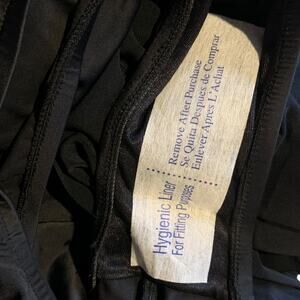 Hygienic Liner
For Fitting Purposes
Remove After Purchase
Se Quita Despues de Comprar
Enlever Apres L'Achat